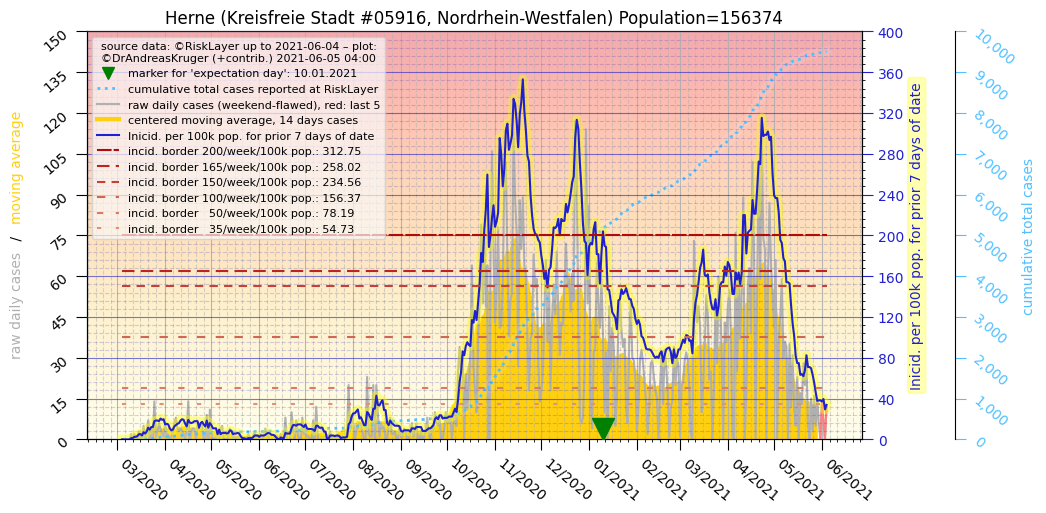 Herne (Kreisfreie Stadt #05916, Nordrhein-Westfalen) Population=156374
source data: ©RiskLayer up to 2021-06-04 – plot:
©DrAndreasKruger (+contrib.) 2021-06-05 04:00
marker for 'expectation day': 10.01.2021
cumulative total cases reported at RiskLayer
raw daily cases (weekend-flawed), red: last 5
centered moving average, 14 days cases
Inicid. per 100k pop. for prior 7 days of date
incid. border 200/week/100k pop.: 312.75
incid. border 165/week/100k pop.: 258.02
incid. border 150/week/100k pop.: 234.56
incid. border 100/week/100k pop.: 156.37
incid. border   50/week/100k pop.: 78.19
incid. border   35/week/100k pop.: 54.73
raw daily cases / moving average
150
135
120
105
90
75
60
45
30
15
0
400
360
320
280
240
200
160
120
80
40
0
Inicid. per 100k pop. for prior 7 days of date
10,000
9,000
8,000
7,000
6,000
5,000
4,000
3,000
2,000
1,000
0
cumulative total cases
03/2020
04/2020
05/2020
06/2020
07/2020
08/2020
09/2020
10/2020
11/2020
12/2020
01/2021
02/2021
03/2021
04/2021
05/2021
06/2021